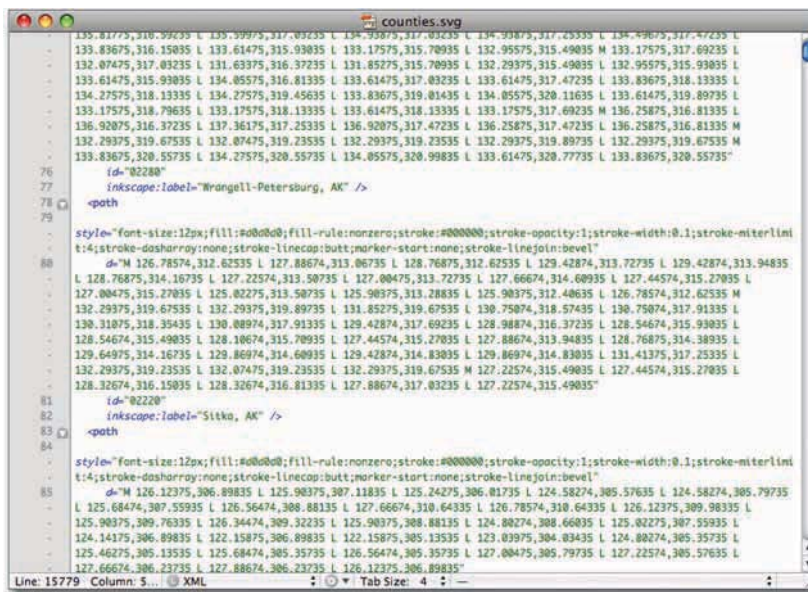 counties.svg
135.81775,316.59235 L 135.59975,317.03235 L 134.93875,317.03235 L 134.93875,317.25335 L 134.49675,317.47235 L
133.83675,316.15035 L 133.61475,315.93035 L 133.17575,315.70935 L 132.95575,315.49035 M 133.17575,317.69235 L
132.07475,317.03235 L 131.63375,316.37235 L 131.85275,315.70935 L 132.29375,315.49035 L 132.95575,315.93035 L
133.61475,315.93035 L 134.05575,316.81335 L 133.61475,317.03235 L 133.61475,317.47235 L 133.83675,318.13335 L
134.27575,318.13335 L 134.27575,319.45635 L 133.83675,319.01435 L 134.05575,320.11635 L 133.61475,319.89735 L
133.17575,318.79635 L 133.17575,318.13335 L 133.61475,318.13335 L 133.17575,317.69235 M 136.25875,316.81335 L
136.92075,316.37235 L 137.36175,317.25335 L 136.92075,317.47235 L 136.25875,317.47235 L 136.25875,316.81335 M
132.29375,319.67535 L 132.07475,319.23535 L 132.29375,319.23535 L 132.29375,319.89735 L 132.29375,319.67535 M
133.83675,320.55735 L 134.27575,320.55735 L 134.05575,320.99835 L 133.61475,320.77735 L 133.83675,320.55735"
76 id="02280"
77 inkscape:label="Wrangell-Petersburg, AK" />
78 <path
79
style="font-size:12px;fill:#d0d0d0;fill-rule:nonzero;stroke:#000000;stroke-opacity:1;stroke-width:0.1;stroke-miterlimi
t:4;stroke-dasharray:none;stroke-linecap:butt;marker-start:none;stroke-linejoin:bevel"
80 d="M 126.78574,312.62535 L 127.88674,313.06735 L 128.76875,312.62535 L 129.42874,313.72735 L 129.42874,313.94835
L 128.76875,314.16735 L 127.22574,313.50735 L 127.00475,313.72735 L 127.66674,314.60935 L 127.44574,315.27035 L
127.00475,315.27035 L 125.02275,313.50735 L 125.90375,313.28835 L 125.90375,312.40635 L 126.78574,312.62535 M
132.29375,319.67535 L 132.29375,319.89735 L 131.85275,319.67535 L 130.75074,318.57435 L 130.75074,317.91335 L
130.31075,318.35435 L 130.08974,317.91335 L 129.42874,317.69235 L 128.98874,316.37235 L 128.54674,315.93035 L
128.54674,315.49035 L 128.10674,315.70935 L 127.44574,315.27035 L 127.88674,313.94835 L 128.76875,314.38935 L
129.64975,314.16735 L 129.86974,314.60935 L 129.42874,314.83035 L 129.86974,314.83035 L 131.41375,317.25335 L
132.29375,319.23535 L 132.07475,319.23535 L 132.29375,319.67535 M 127.22574,315.49035 L 127.44574,315.27035 L
128.32674,316.15035 L 128.32674,316.81335 L 127.88674,317.03235 L 127.22574,315.49035"
81 id="02220"
82 inkscape:label="Sitka, AK" />
83 <path
84
style="font-size:12px;fill:#d0d0d0;fill-rule:nonzero;stroke:#000000;stroke-opacity:1;stroke-width:0.1;stroke-miterlimi
t:4;stroke-dasharray:none;stroke-linecap:butt;marker-start:none;stroke-linejoin:bevel"
85 d="M 126.12375,306.89835 L 125.90375,307.11835 L 125.24275,306.01735 L 124.58274,305.57635 L 124.58274,305.79735
L 125.68474,307.55935 L 126.56474,308.88135 L 127.66674,310.64335 L 126.78574,310.64335 L 126.12375,309.98335 L
125.90375,309.76335 L 126.34474,309.32235 L 125.90375,308.88135 L 124.80274,308.66035 L 125.02275,307.55935 L
124.14175,306.89835 L 122.15875,306.89835 L 122.15875,305.13535 L 123.03975,304.03435 L 124.80274,305.35735 L
125.46275,305.13535 L 125.68474,305.35735 L 126.56474,305.35735 L 127.00475,305.79735 L 127.22574,305.57635 L
127.66674,306.23735 L 127.88674,306.23735 L 126.12375,306.89835"
Line: 15779 Column: 5... XML Tab Size: 4 —